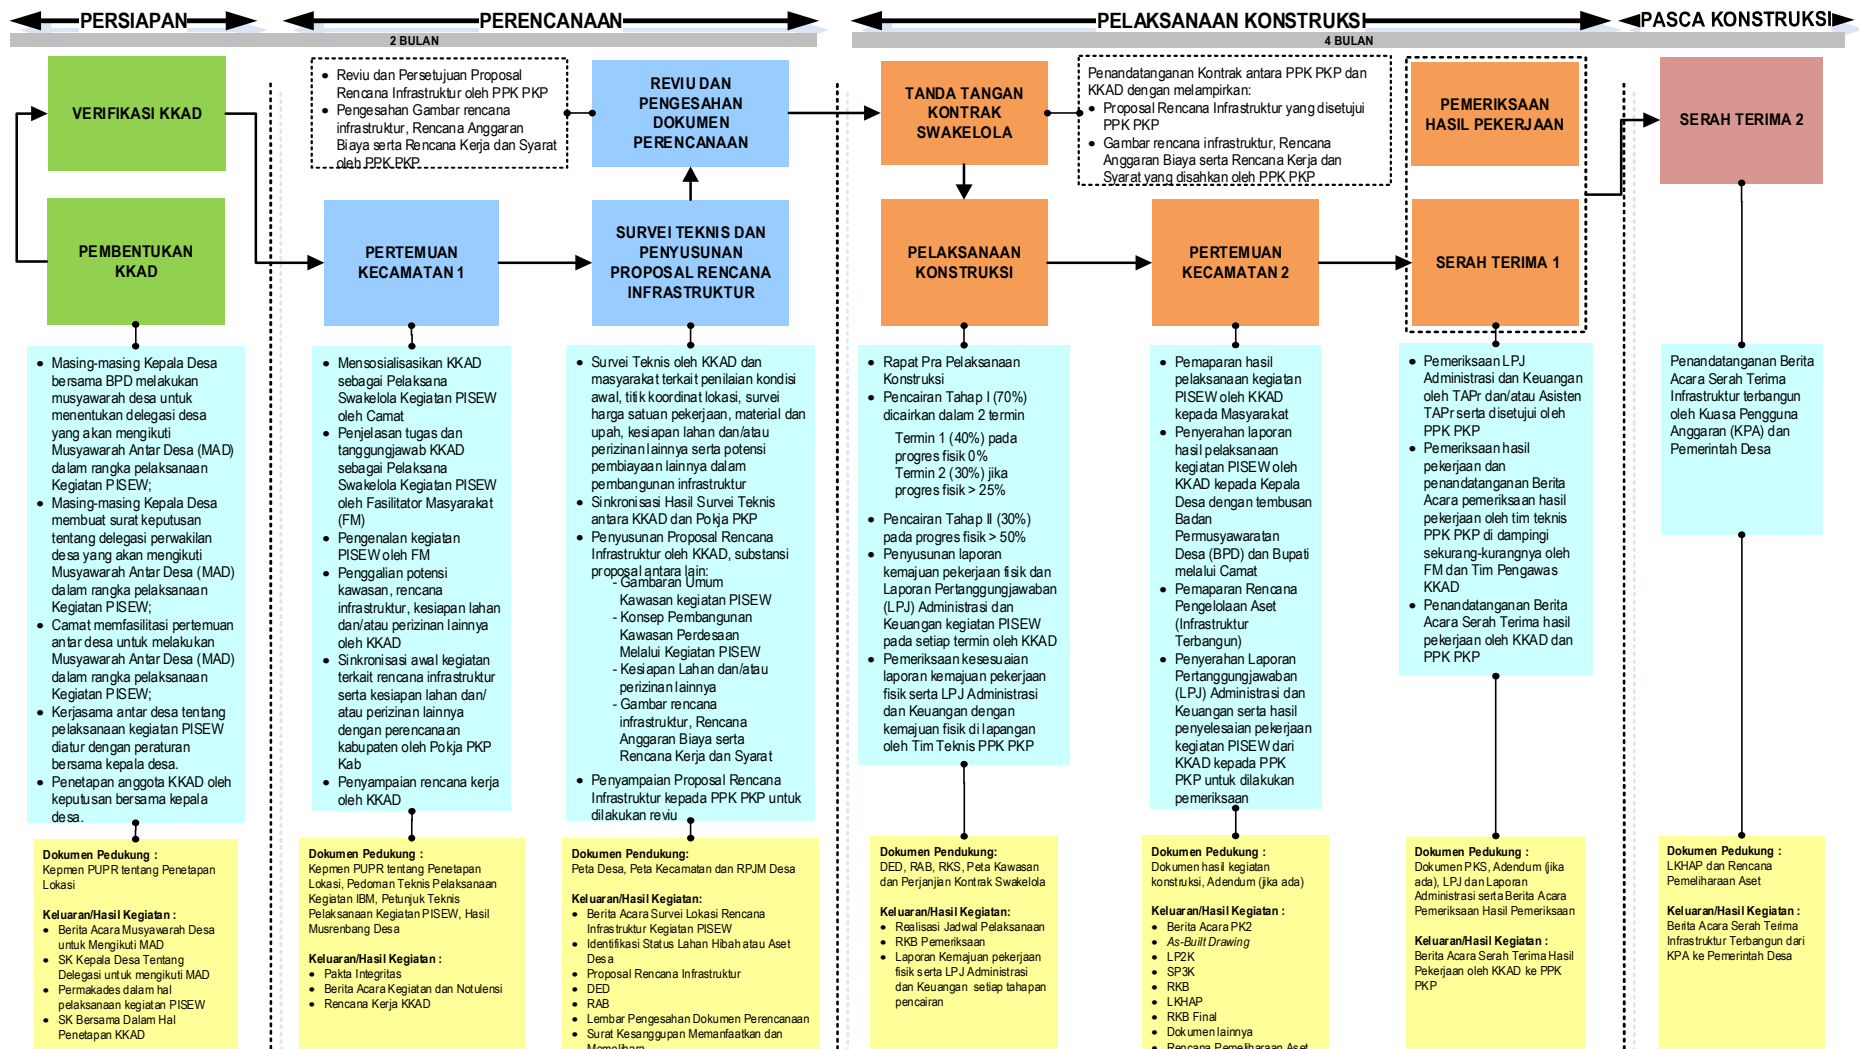 PERSIAPAN
PERENCANAAN
PELAKSANAAN KONSTRUKSI
PASCA KONSTRUKSI
2 BULAN
4 BULAN
VERIFIKASI KKAD
PEMBENTUKAN
KKAD
• Masing-masing Kepala Desa
bersama BPD melakukan
musyawarah desa untuk
menentukan delegasi desa
yang akan mengikuti
Musyawarah Antar Desa (MAD)
dalam rangka pelaksanaan
Kegiatan PISEW;
• Masing-masing Kepala Desa
membuat surat keputusan
tentang delegasi perwakilan
desa yang akan mengikuti
Musyawarah Antar Desa (MAD)
dalam rangka pelaksanaan
Kegiatan PISEW;
• Camat memfasilitasi pertemuan
antar desa untuk melakukan
Musyawarah Antar Desa (MAD)
dalam rangka pelaksanaan
Kegiatan PISEW;
• Kerjasama antar desa tentang
pelaksanaan kegiatan PISEW
diatur dengan peraturan
bersama kepala desa.
• Penetapan anggota KKAD oleh
keputusan bersama kepala
desa.
Dokumen Pedukung :
Kepmen PUPR tentang Penetapan
Lokasi
Keluaran/Hasil Kegiatan :
• Berita Acara Musyawarah Desa
untuk Mengikuti MAD
• SK Kepala Desa Tentang
Delegasi untuk mengikuti MAD
• Permakades dalam hal
pelaksanaan kegiatan PISEW
• SK Bersama Dalam Hal
Penetapan KKAD
• Reviu dan Persetujuan Proposal
Rencana Infrastruktur oleh PPK PKP
• Pengesahan Gambar rencana
infrastruktur, Rencana Anggaran
Biaya serta Rencana Kerja dan Syarat
oleh PPK PKP
REVIU DAN
PENGESAHAN
DOKUMEN
PERENCANAAN
PERTEMUAN
KECAMATAN 1
SURVEI TEKNIS DAN
PENYUSUNAN
PROPOSAL RENCANA
INFRASTRUKTUR
• Mensosialisasikan KKAD
sebagai Pelaksana
Swakelola Kegiatan PISEW
oleh Camat
• Penjelasan tugas dan
tanggungjawab KKAD
sebagai Pelaksana
Swakelola Kegiatan PISEW
oleh Fasilitator Masyarakat
(FM)
• Pengenalan kegiatan
PISEW oleh FM
• Penggalian potensi
kawasan, rencana
infrastruktur, kesiapan lahan
dan/atau perizinan lainnya
oleh KKAD
• Sinkronisasi awal kegiatan
terkait rencana infrastruktur
serta kesiapan lahan dan/
atau perizinan lainnya
dengan perencanaan
kabupaten oleh Pokja PKP
Kab
• Penyampaian rencana kerja
oleh KKAD
Dokumen Pedukung :
Kepmen PUPR tentang Penetapan
Lokasi, Pedoman Teknis Pelaksanaan
Kegiatan IBM, Petunjuk Teknis
Pelaksanaan Kegiatan PISEW, Hasil
Musrenbang Desa
Keluaran/Hasil Kegiatan :
• Pakta Integritas
• Berita Acara Kegiatan dan Notulensi
• Rencana Kerja KKAD
• Survei Teknis oleh KKAD dan
masyarakat terkait penilaian kondisi
awal, titik koordinat lokasi, survei
harga satuan pekerjaan, material dan
upah, kesiapan lahan dan/atau
perizinan lainnya serta potensi
pembiayaan lainnya dalam
pembangunan infrastruktur
• Sinkronisasi Hasil Survei Teknis
antara KKAD dan Pokja PKP
• Penyusunan Proposal Rencana
Infrastruktur oleh KKAD, substansi
proposal antara lain:
- Gambaran Umum
Kawasan kegiatan PISEW
- Konsep Pembangunan
Kawasan Perdesaan
Melalui Kegiatan PISEW
- Kesiapan Lahan dan/atau
perizinan lainnya
- Gambar rencana
infrastruktur, Rencana
Anggaran Biaya serta
Rencana Kerja dan Syarat
• Penyampaian Proposal Rencana
Infrastruktur kepada PPK PKP untuk
dilakukan reviu
Dokumen Pendukung:
Peta Desa, Peta Kecamatan dan RPJM Desa
Keluaran/Hasil Kegiatan:
• Berita Acara Survei Lokasi Rencana
Infrastruktur Kegiatan PISEW
• Identifikasi Status Lahan Hibah atau Aset
Desa
• Proposal Rencana Infrastruktur
• DED
• RAB
• Lembar Pengesahan Dokumen Perencanaan
• Surat Kesanggupan Memanfaatkan dan
Memelihara
TANDA TANGAN
KONTRAK
SWAKELOLA
Penandatanganan Kontrak antara PPK PKP dan
KKAD dengan melampirkan:
• Proposal Rencana Infrastruktur yang disetujui
PPK PKP
• Gambar rencana infrastruktur, Rencana
Anggaran Biaya serta Rencana Kerja dan
Syarat yang disahkan oleh PPK PKP
PELAKSANAAN
KONSTRUKSI
PERTEMUAN
KECAMATAN 2
PEMERIKSAAN
HASIL PEKERJAAN
SERAH TERIMA 1
SERAH TERIMA 2
• Rapat Pra Pelaksanaan
Konstruksi
• Pencairan Tahap I (70%)
dicairkan dalam 2 termin
Termin 1 (40%) pada
progres fisik 0%
Termin 2 (30%) jika
progres fisik > 25%
• Pencairan Tahap II (30%)
pada progres fisik > 50%
• Penyusunan laporan
kemajuan pekerjaan fisik dan
Laporan Pertanggungjawaban
(LPJ) Administrasi dan
Keuangan kegiatan PISEW
pada setiap termin oleh KKAD
• Pemeriksaan kesesuaian
laporan kemajuan pekerjaan
fisik serta LPJ Administrasi
dan Keuangan dengan
kemajuan fisik di lapangan
oleh Tim Teknis PPK PKP
Dokumen Pendukung:
DED, RAB, RKS, Peta Kawasan
dan Perjanjian Kontrak Swakelola
Keluaran/Hasil Kegiatan:
• Realisasi Jadwal Pelaksanaan
• RKB Pemeriksaan
• Laporan Kemajuan pekerjaan
fisik serta LPJ Administrasi
dan Keuangan setiap tahapan
pencairan
• Pemaparan hasil
pelaksanaan kegiatan
PISEW oleh KKAD
kepada Masyarakat
• Penyerahan laporan
hasil pelaksanaan
kegiatan PISEW oleh
KKAD kepada Kepala
Desa dengan tembusan
Badan
Permusyawaratan
Desa (BPD) dan Bupati
melalui Camat
• Pemaparan Rencana
Pengelolaan Aset
(Infrastruktur
Terbangun)
• Penyerahan Laporan
Pertanggungjawaban
(LPJ) Administrasi dan
Keuangan serta hasil
penyelesaian pekerjaan
kegiatan PISEW dari
KKAD kepada PPK
PKP untuk dilakukan
pemeriksaan
Dokumen Pedukung :
Dokumen hasil kegiatan
konstruksi, Adendum (jika ada)
Keluaran/Hasil Kegiatan :
• Berita Acara PK2
• As-Built Drawing
• LP2K
• SP3K
• RKB
• LKHAP
• RKB Final
• Dokumen lainnya
• Rencana Pemeliharaan Aset
• Pemeriksaan LPJ
Administrasi dan Keuangan
oleh TAPr dan/atau Asisten
TAPr serta disetujui oleh
PPK PKP
• Pemeriksaan hasil
pekerjaan dan
penandatanganan Berita
Acara pemeriksaan hasil
pekerjaan oleh tim teknis
PPK PKP di dampingi
sekurang-kurangnya oleh
FM dan Tim Pengawas
KKAD
• Penandatanganan Berita
Acara Serah Terima hasil
pekerjaan oleh KKAD dan
PPK PKP
Dokumen Pedukung :
Dokumen PKS, Adendum (jika
ada), LPJ dan Laporan
Administrasi serta Berita Acara
Pemeriksaan Hasil Pemeriksaan
Keluaran/Hasil Kegiatan :
Berita Acara Serah Terima Hasil
Pekerjaan oleh KKAD ke PPK
PKP
Penandatanganan Berita
Acara Serah Terima
Infrastruktur terbangun
oleh Kuasa Pengguna
Anggaran (KPA) dan
Pemerintah Desa
Dokumen Pedukung :
LKHAP dan Rencana
Pemeliharaan Aset
Keluaran/Hasil Kegiatan :
Berita Acara Serah Terima
Infrastruktur Terbangun dari
KPA ke Pemerintah Desa